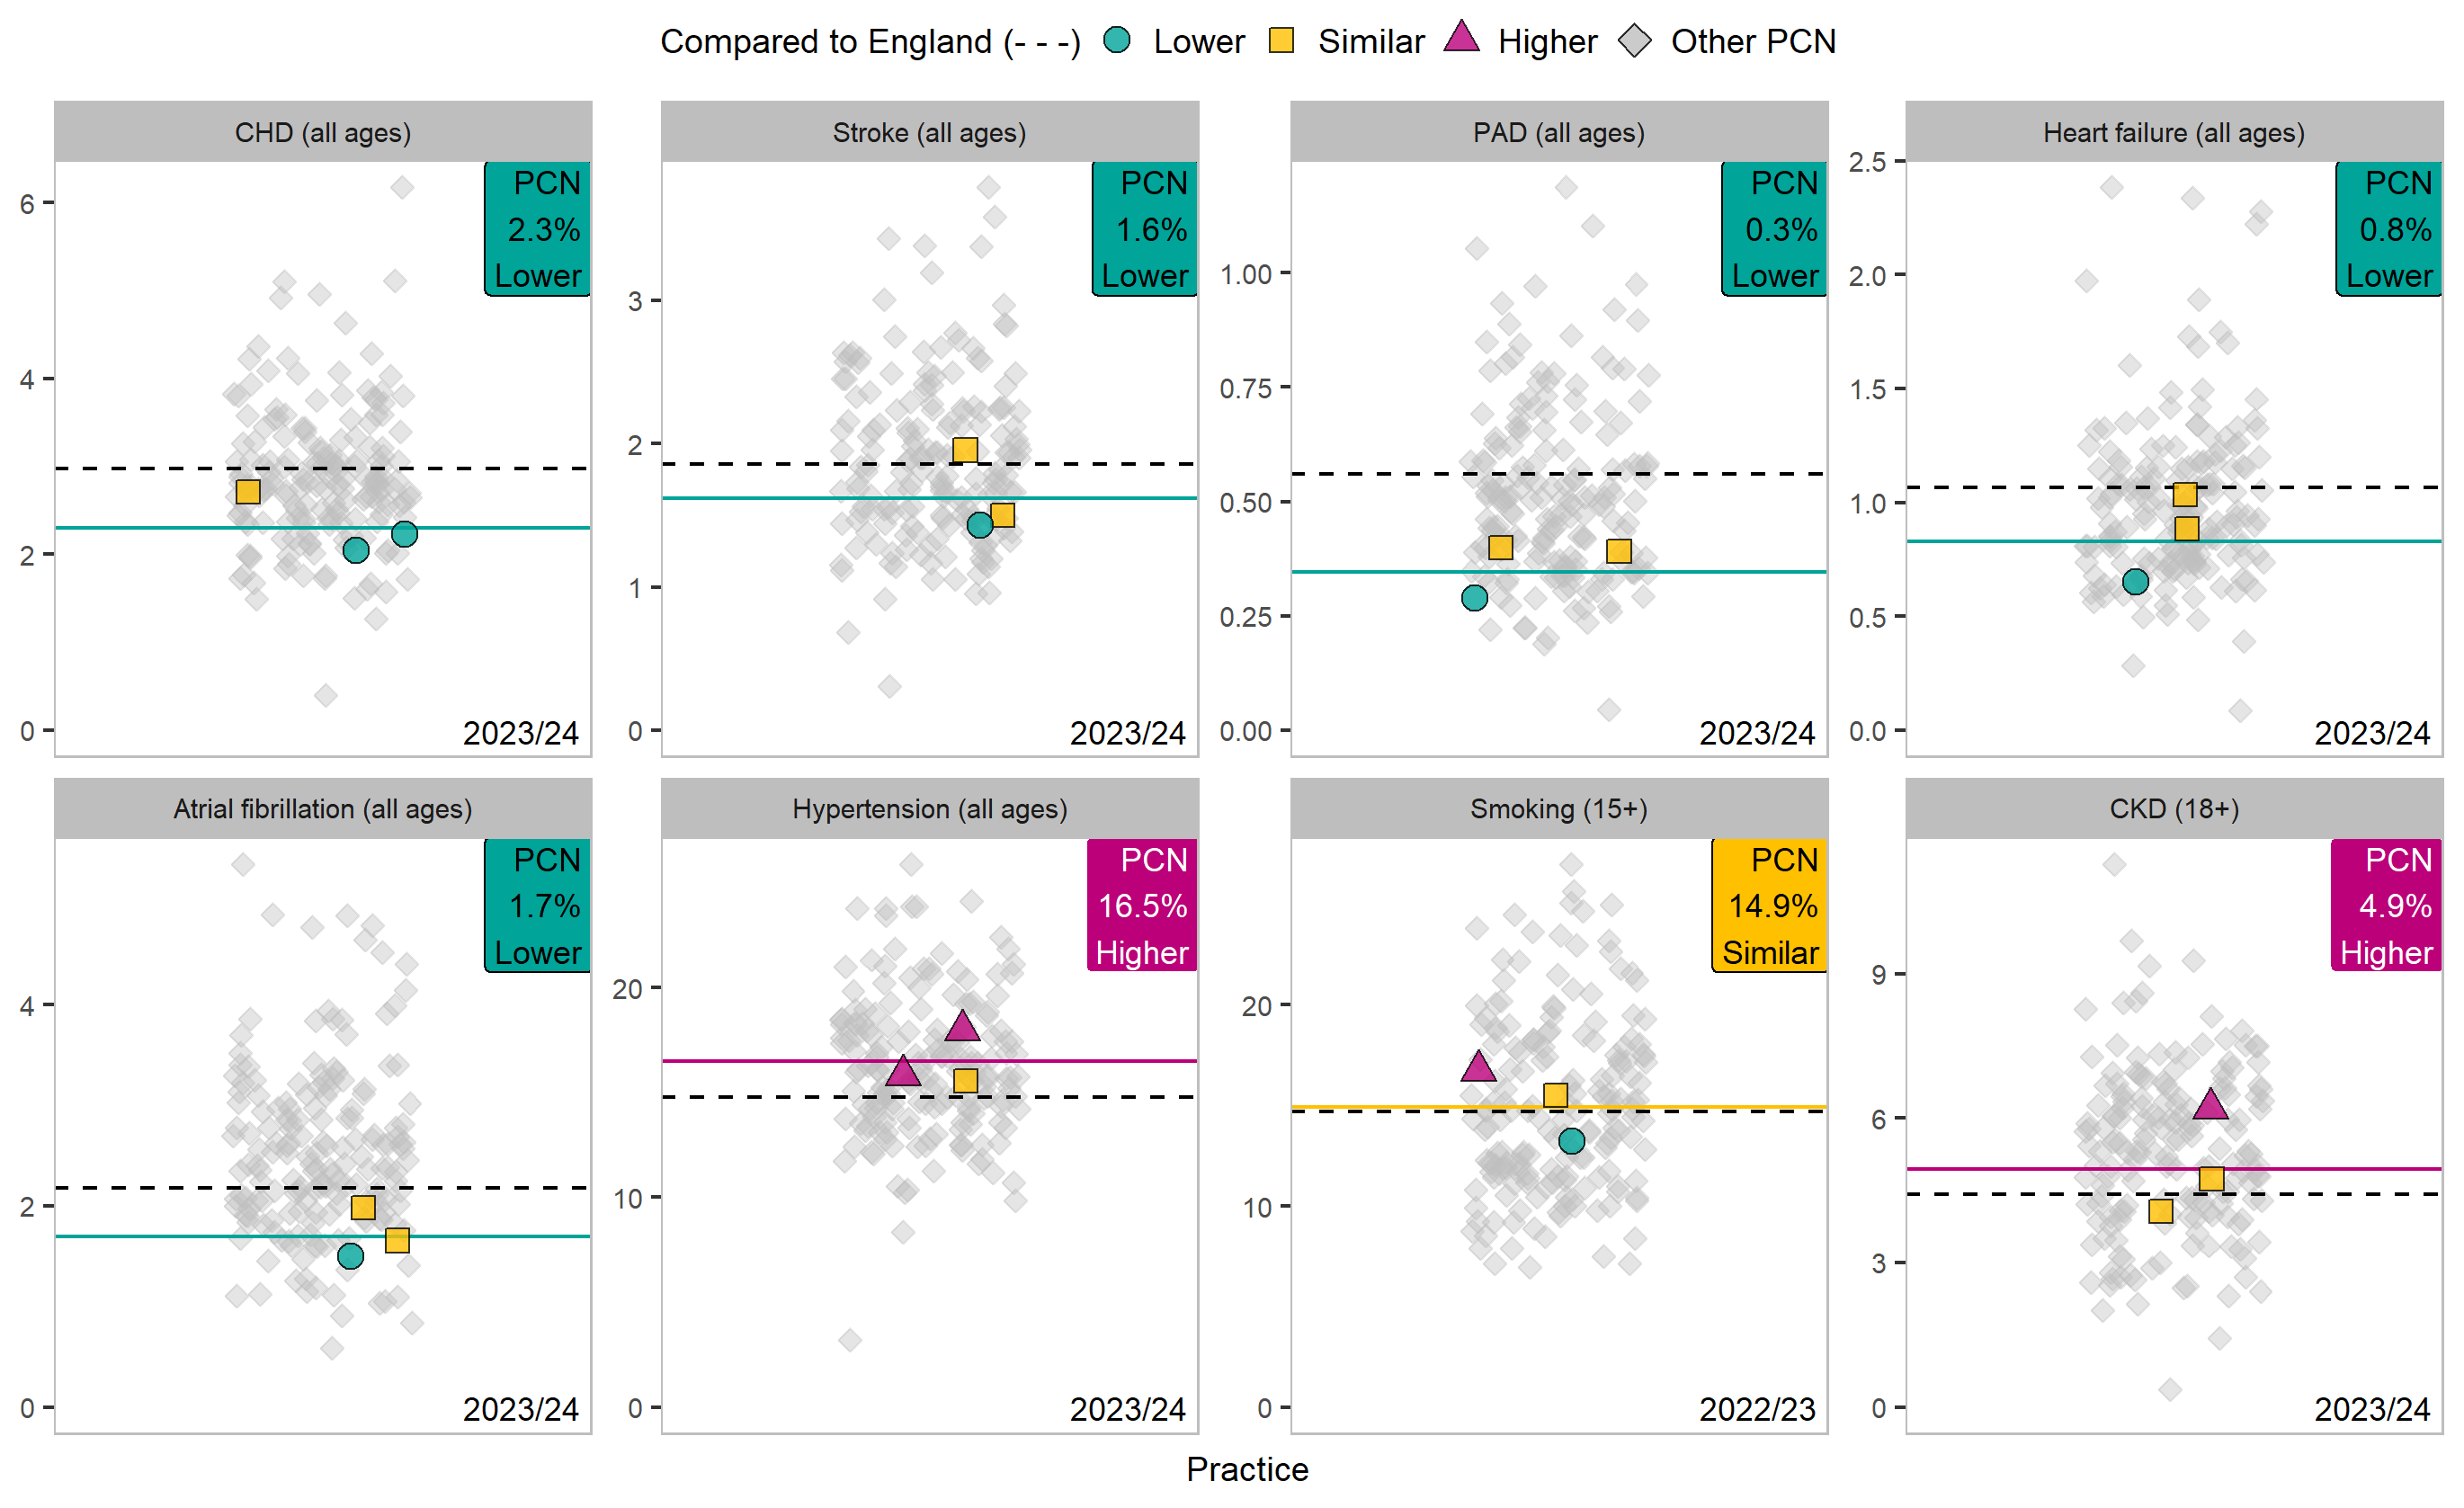 Compared to England (- - -) Lower Similar Higher Other PCN
CHD (all ages)
PCN
2.3%
Lower
6
4
2
0
2023/24
Stroke (all ages)
PCN
1.6%
Lower
3
2
1
0
2023/24
PAD (all ages)
PCN
0.3%
Lower
1.00
0.75
0.50
0.25
0.00
2023/24
Heart failure (all ages)
PCN
0.8%
Lower
2.5
2.0
1.5
1.0
0.5
0.0
2023/24
Atrial fibrillation (all ages)
PCN
1.7%
Lower
4
2
0
2023/24
Hypertension (all ages)
PCN
16.5%
Higher
20
10
0
2023/24
Smoking (15+)
PCN
14.9%
Similar
20
10
0
2022/23
CKD (18+)
PCN
4.9%
Higher
9
6
3
0
2023/24
Practice